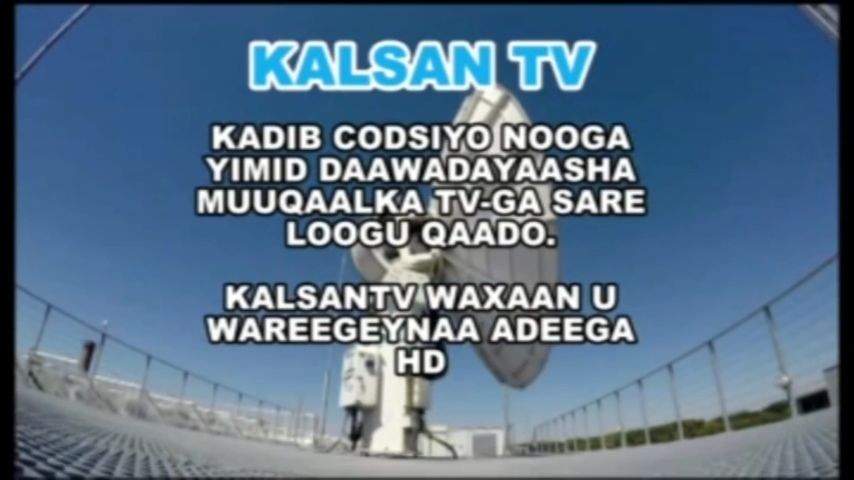 KALSAN TV
KADIB CODSIYO NOOGA
YIMID DAAWADAYAASHA
MUUQAALKA TV-GA SARE
LOOGU QAADO.
KALSANTV WAXAAN U
WAREEGEYNAA ADEEGA
HD